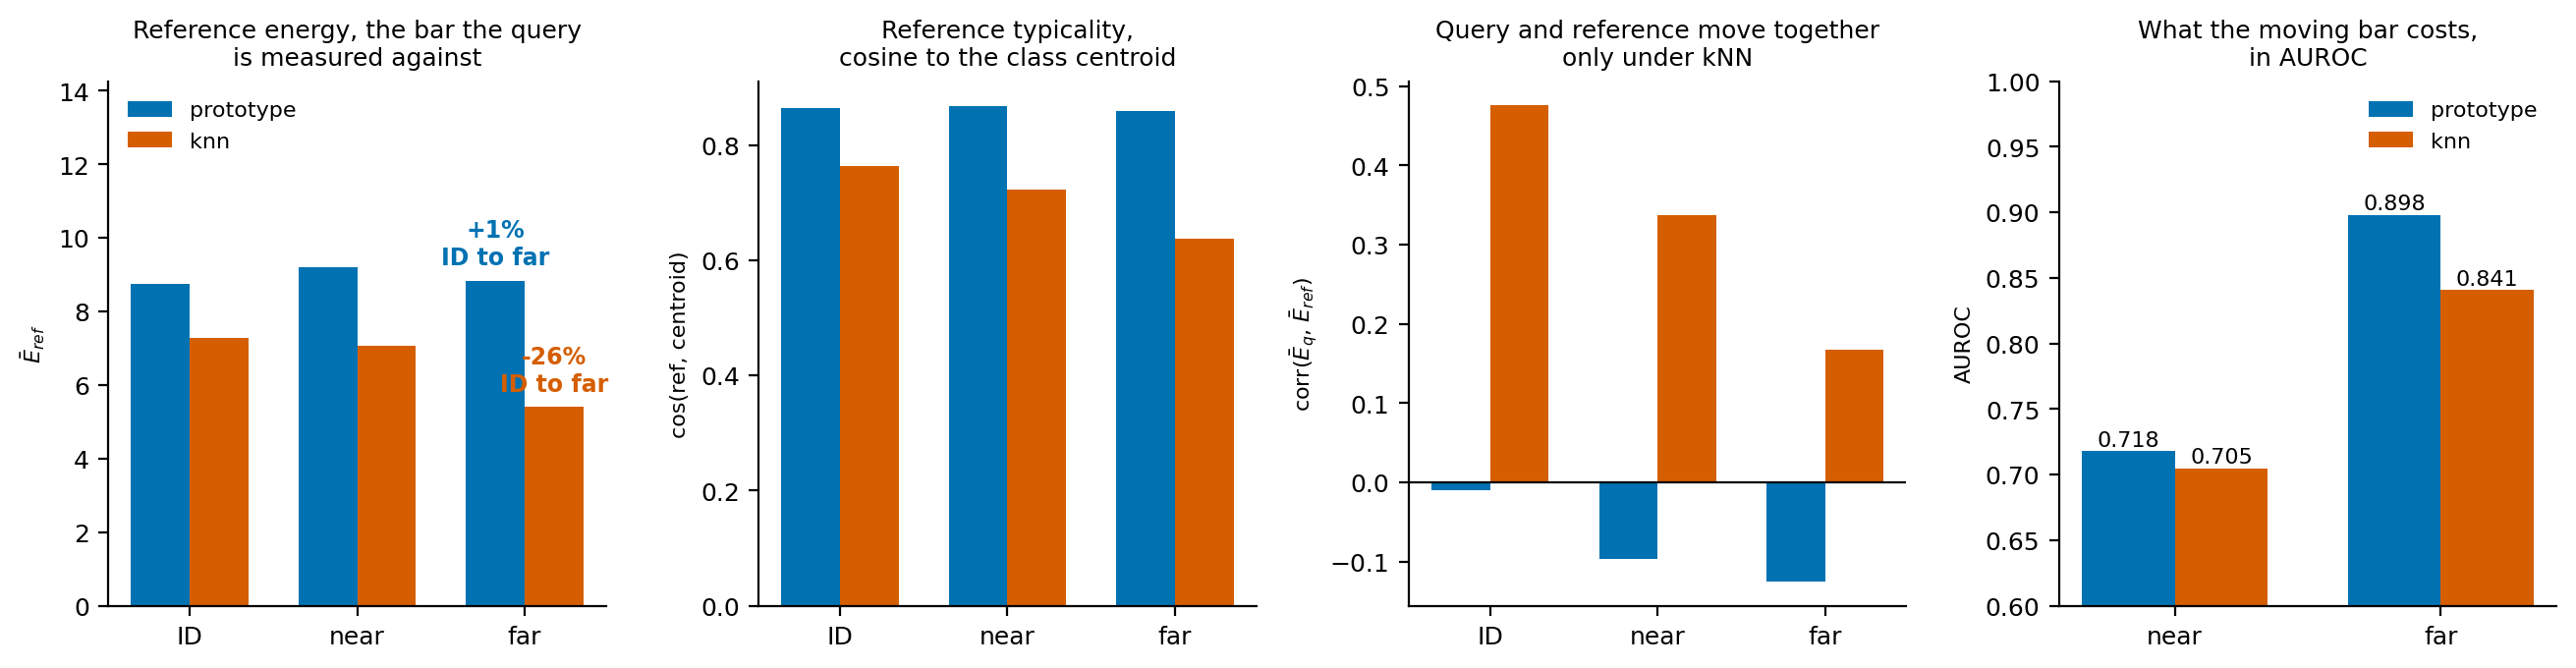 Reference energy, the bar the query
is measured against
14
12
10
8
6
4
2
0
Ēref
prototype
knn
+1%
ID to far
-26%
ID to far
ID
near
far
Reference typicality,
cosine to the class centroid
0.8
0.6
0.4
0.2
0.0
cos(ref, centroid)
ID
near
far
Query and reference move together
only under kNN
0.5
0.4
0.3
0.2
0.1
0.0
−0.1
corr(Ēq, Ēref)
ID
near
far
What the moving bar costs,
in AUROC
1.00
0.95
0.90
0.85
0.80
0.75
0.70
0.65
0.60
AUROC
prototype
knn
0.718
0.705
0.898
0.841
near
far